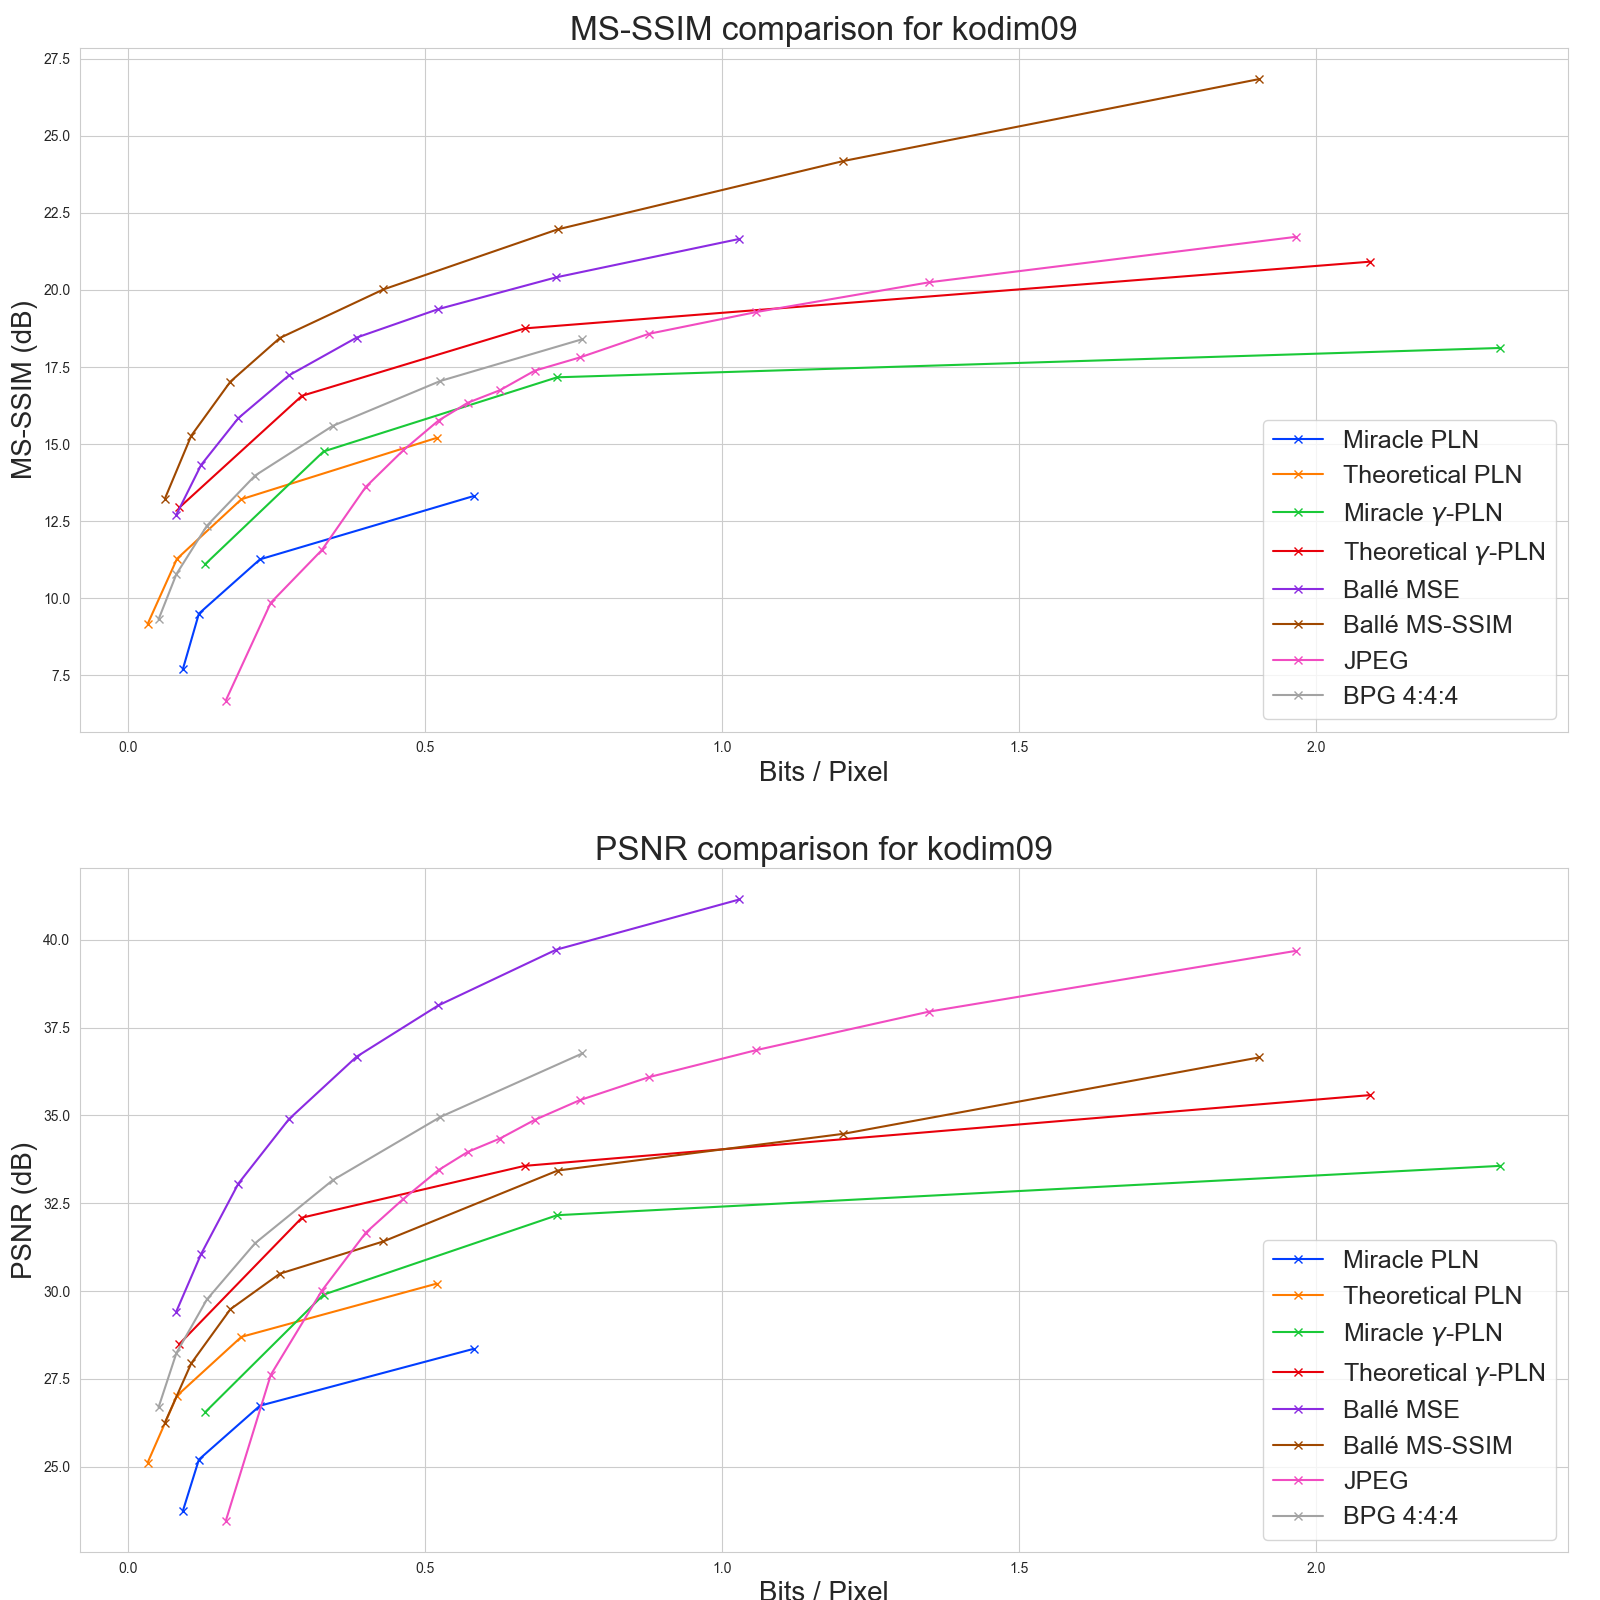 MS-SSIM comparison for kodim09
MS-SSIM (dB)
27.5
25.0
22.5
20.0
17.5
15.0
12.5
10.0
7.5
0.0 0.5 1.0 1.5 2.0
Bits / Pixel
Miracle PLN
Theoretical PLN
Miracle γ-PLN
Theoretical γ-PLN
Ballé MSE
Ballé MS-SSIM
JPEG
BPG 4:4:4
PSNR comparison for kodim09
PSNR (dB)
40.0
37.5
35.0
32.5
30.0
27.5
25.0
0.0 0.5 1.0 1.5 2.0
Bits / Pixel
Miracle PLN
Theoretical PLN
Miracle γ-PLN
Theoretical γ-PLN
Ballé MSE
Ballé MS-SSIM
JPEG
BPG 4:4:4